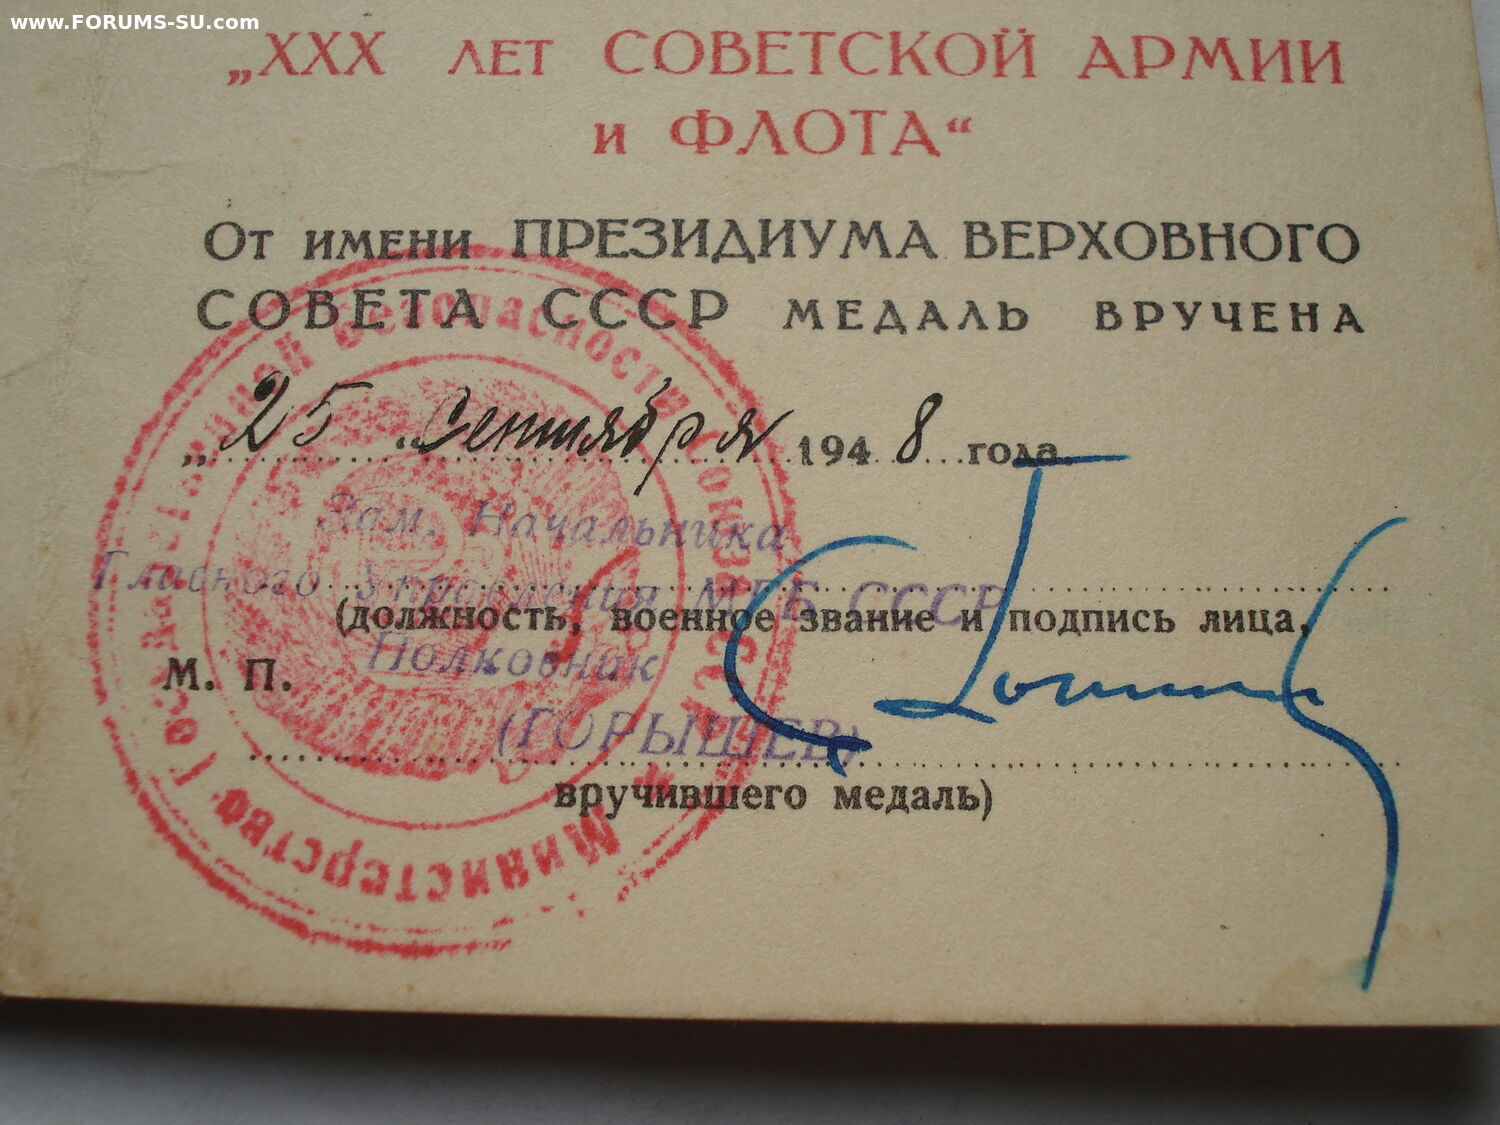 www.FORUMS-SU.com
„XXX ЛЕТ СОВЕТСКОЙ АРМИИ
и ФЛОТА“
От имени ПРЕЗИДИУМА ВЕРХОВНОГО
СОВЕТА СССР МЕДАЛЬ ВРУЧЕНА
„25 “ Сентября 1948 года.
Зам. Начальника
Главного Управления МГБ СССР
(должность, военное звание и подпись лица,
Полковник
М. П.
(ГОРЫШЕВ)
вручившего медаль)
Министерство Государственной Безопасности Союза ССР